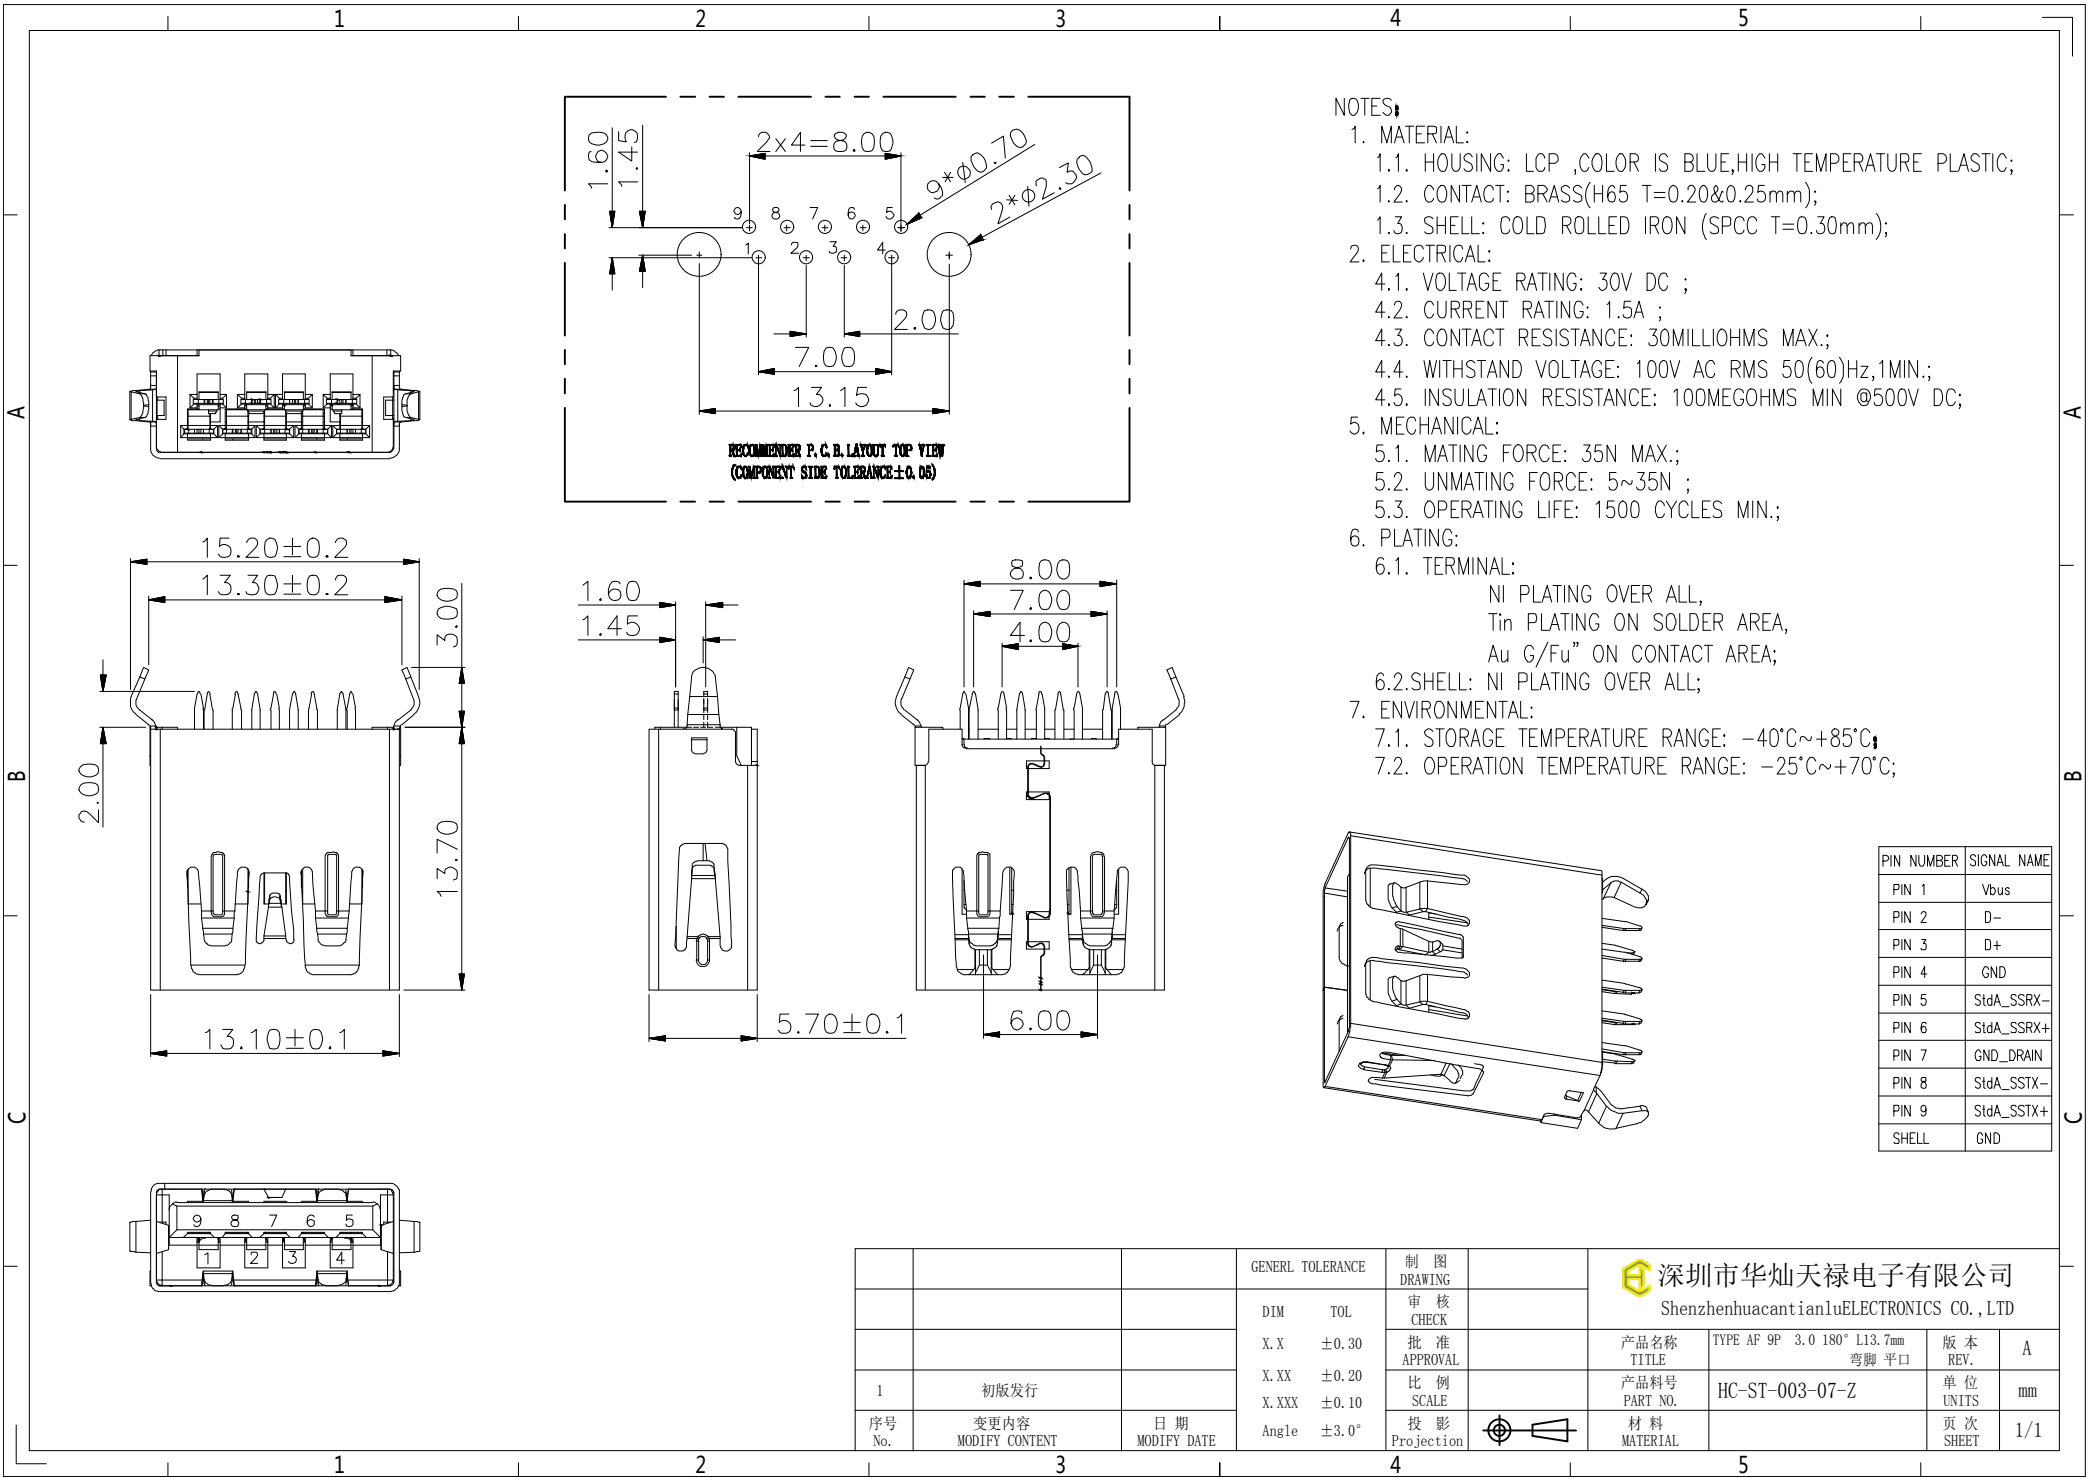 1 2 3 4 5
A
B
C
A
B
C
1 2 3 4 5
1.60
1.45
2x4=8.00
9*ø0.70
2*ø2.30
9 8 7 6 5
1 2 3 4
2.00
7.00
13.15
RECOMMENDER P.C.B.LAYOUT TOP VIEW
(COMPONENT SIDE TOLERANCE±0.05)
15.20±0.2
13.30±0.2
3.00
2.00
13.70
13.10±0.1
1.60
1.45
5.70±0.1
8.00
7.00
4.00
6.00
9 8 7 6 5
1 2 3 4
NOTES:
1. MATERIAL:
1.1. HOUSING: LCP ,COLOR IS BLUE,HIGH TEMPERATURE PLASTIC;
1.2. CONTACT: BRASS(H65 T=0.20&0.25mm);
1.3. SHELL: COLD ROLLED IRON (SPCC T=0.30mm);
2. ELECTRICAL:
4.1. VOLTAGE RATING: 30V DC ;
4.2. CURRENT RATING: 1.5A ;
4.3. CONTACT RESISTANCE: 30MILLIOHMS MAX.;
4.4. WITHSTAND VOLTAGE: 100V AC RMS 50(60)Hz,1MIN.;
4.5. INSULATION RESISTANCE: 100MEGOHMS MIN @500V DC;
5. MECHANICAL:
5.1. MATING FORCE: 35N MAX.;
5.2. UNMATING FORCE: 5~35N ;
5.3. OPERATING LIFE: 1500 CYCLES MIN.;
6. PLATING:
6.1. TERMINAL:
NI PLATING OVER ALL,
Tin PLATING ON SOLDER AREA,
Au G/Fu" ON CONTACT AREA;
6.2.SHELL: NI PLATING OVER ALL;
7. ENVIRONMENTAL:
7.1. STORAGE TEMPERATURE RANGE: -40°C~+85°C;
7.2. OPERATION TEMPERATURE RANGE: -25°C~+70°C;
PIN NUMBER SIGNAL NAME
PIN 1 Vbus
PIN 2 D-
PIN 3 D+
PIN 4 GND
PIN 5 StdA_SSRX-
PIN 6 StdA_SSRX+
PIN 7 GND_DRAIN
PIN 8 StdA_SSTX-
PIN 9 StdA_SSTX+
SHELL GND
1 初版发行
序号 变更内容 日 期
No. MODIFY CONTENT MODIFY DATE
GENERL TOLERANCE
DIM TOL
X.X ±0.30
X.XX ±0.20
X.XXX ±0.10
Angle ±3.0°
制 图
DRAWING
审 核
CHECK
批 准
APPROVAL
比 例
SCALE
投 影
Projection
深圳市华灿天禄电子有限公司
ShenzhenhuacantianluELECTRONICS CO.,LTD
产品名称
TITLE
TYPE AF 9P 3.0 180° L13.7mm
弯脚 平口
版 本
REV.
A
产品料号
PART NO.
HC-ST-003-07-Z
单 位
UNITS
mm
材 料
MATERIAL
页 次
SHEET
1/1